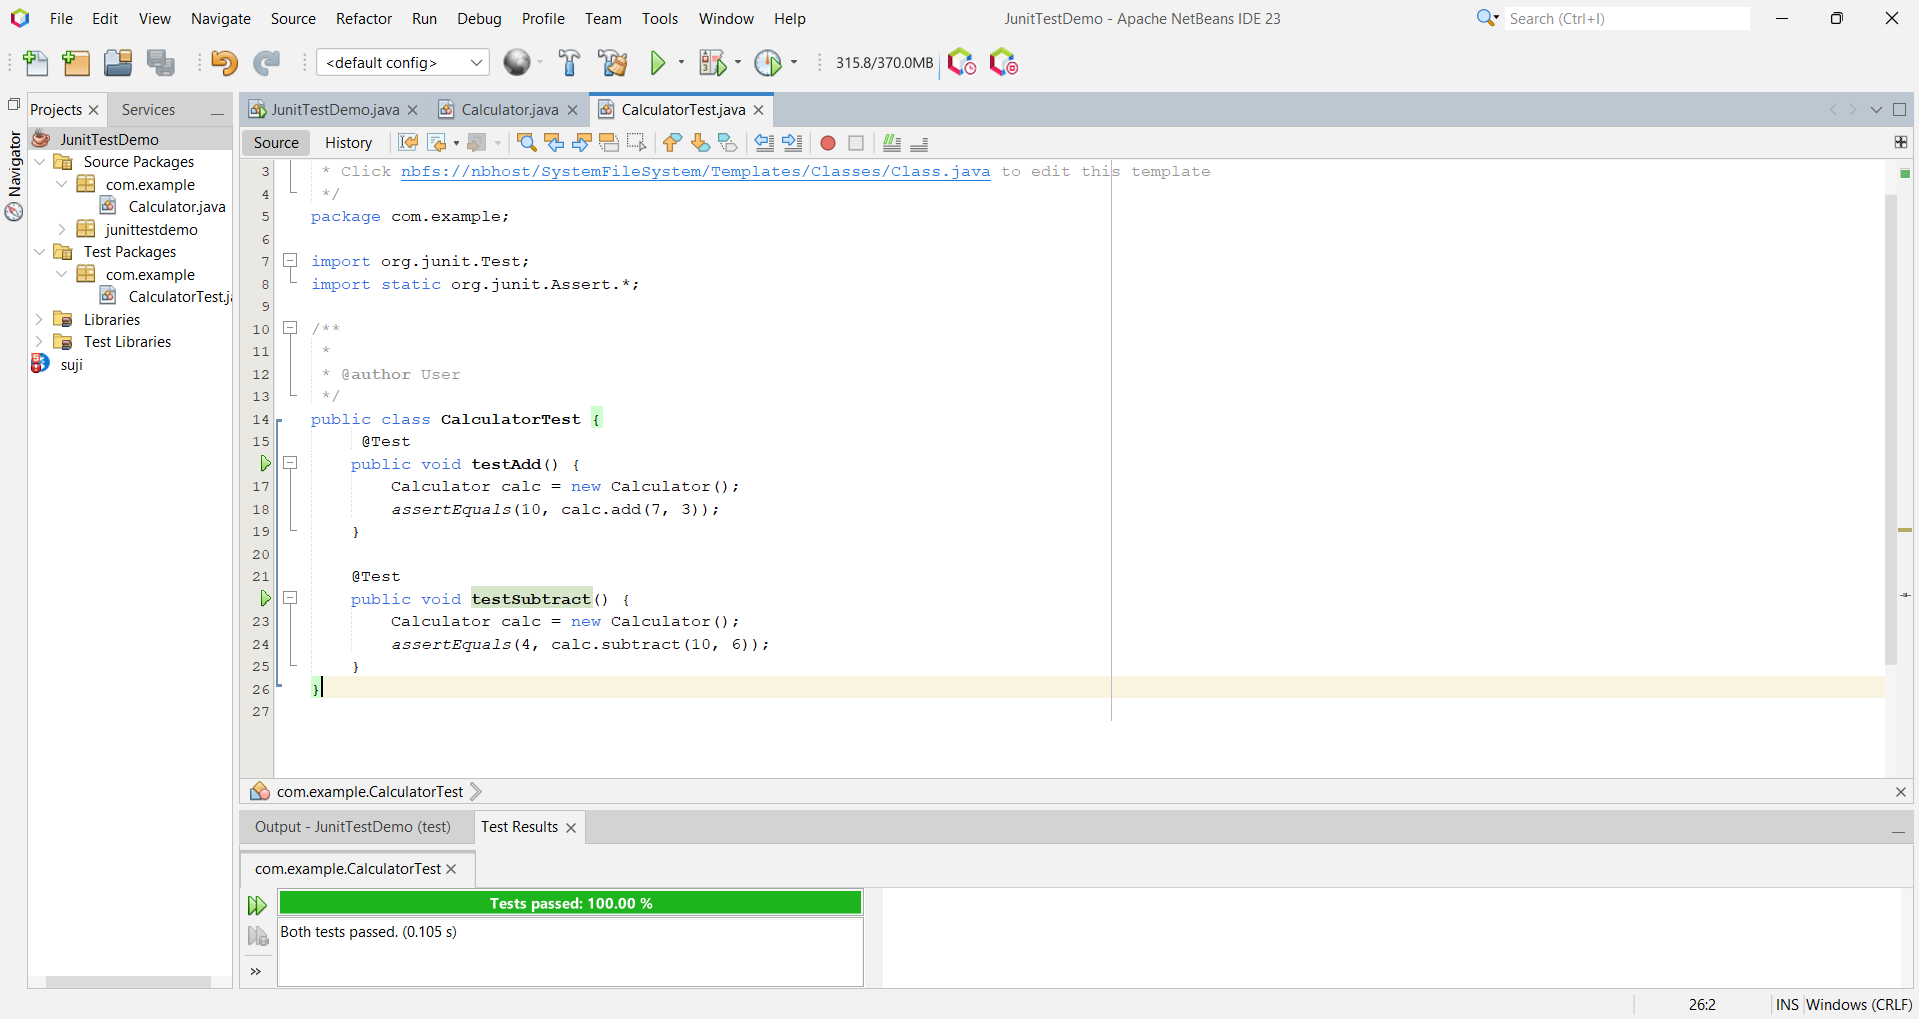 File Edit View Navigate Source Refactor Run Debug Profile Team Tools Window Help
JunitTestDemo - Apache NetBeans IDE 23
Search (Ctrl+I)
<default config>
315.8/370.0MB
Projects
Services
Navigator
JunitTestDemo
Source Packages
com.example
Calculator.java
junittestdemo
Test Packages
com.example
CalculatorTest.j
Libraries
Test Libraries
suji
JunitTestDemo.java
Calculator.java
CalculatorTest.java
Source History
3 * Click nbfs://nbhost/SystemFileSystem/Templates/Classes/Class.java to edit this template
4 */
5 package com.example;
6
7 import org.junit.Test;
8 import static org.junit.Assert.*;
9
10 /**
11 *
12 * @author User
13 */
14 public class CalculatorTest {
15 @Test
public void testAdd() {
17 Calculator calc = new Calculator();
18 assertEquals(10, calc.add(7, 3));
19 }
20
21 @Test
public void testSubtract() {
23 Calculator calc = new Calculator();
24 assertEquals(4, calc.subtract(10, 6));
25 }
26 }
27
com.example.CalculatorTest
Output - JunitTestDemo (test)
Test Results
com.example.CalculatorTest
Tests passed: 100.00 %
Both tests passed. (0.105 s)
26:2
INS
Windows (CRLF)